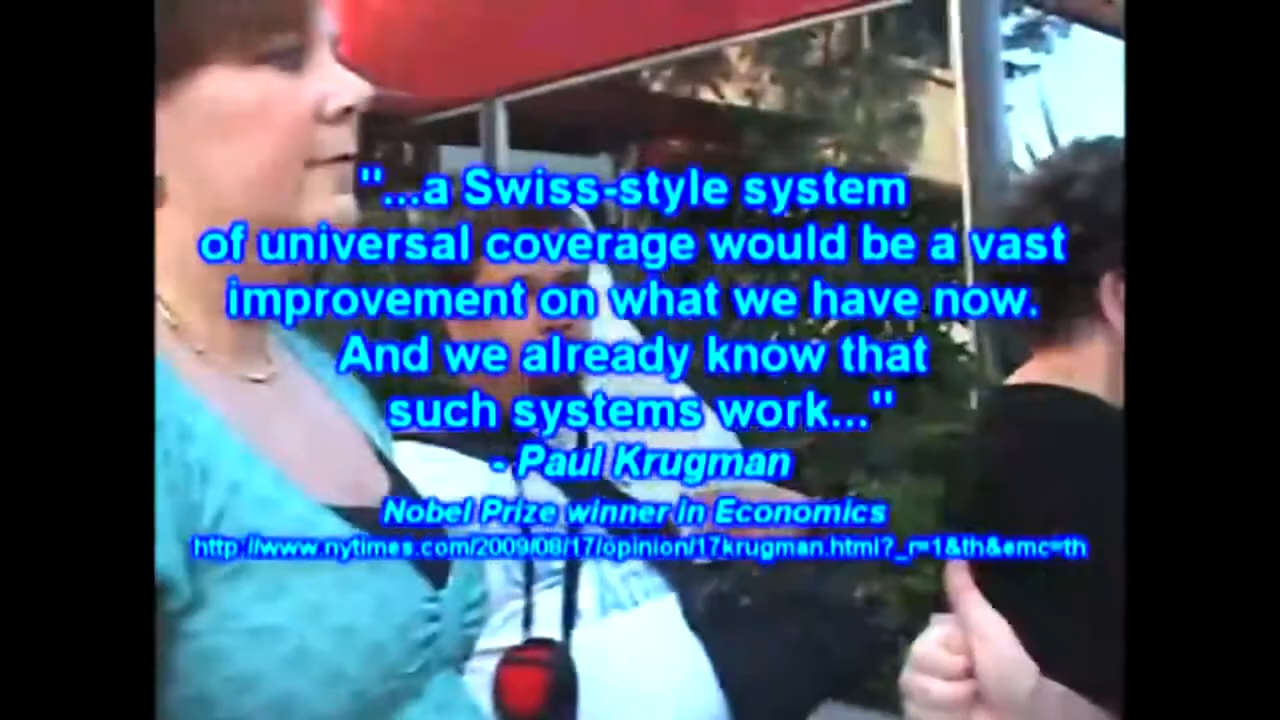 "...a Swiss-style system
of universal coverage would be a vast
improvement on what we have now.
And we already know that
such systems work..."
- Paul Krugman
Nobel Prize winner in Economics
http://www.nytimes.com/2009/08/17/opinion/17krugman.html?_r=1&th&emc=th